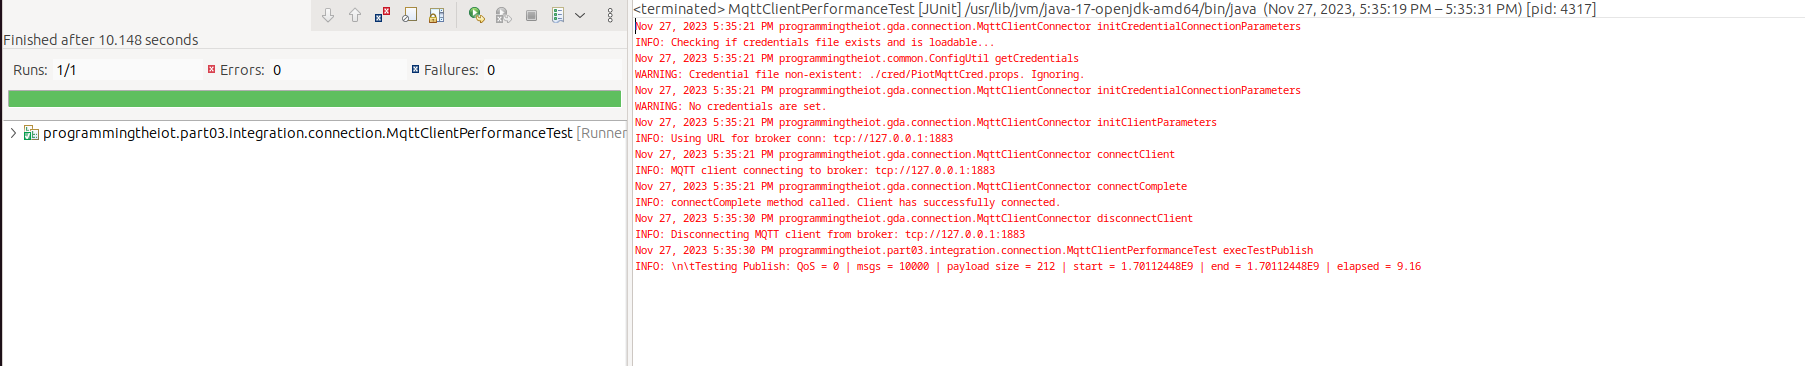 Finished after 10.148 seconds
Runs: 1/1 Errors: 0 Failures: 0
programmingtheiot.part03.integration.connection.MqttClientPerformanceTest [Runner
<terminated> MqttClientPerformanceTest [JUnit] /usr/lib/jvm/java-17-openjdk-amd64/bin/java (Nov 27, 2023, 5:35:19 PM – 5:35:31 PM) [pid: 4317]
Nov 27, 2023 5:35:21 PM programmingtheiot.gda.connection.MqttClientConnector initCredentialConnectionParameters
INFO: Checking if credentials file exists and is loadable...
Nov 27, 2023 5:35:21 PM programmingtheiot.common.ConfigUtil getCredentials
WARNING: Credential file non-existent: ./cred/PiotMqttCred.props. Ignoring.
Nov 27, 2023 5:35:21 PM programmingtheiot.gda.connection.MqttClientConnector initCredentialConnectionParameters
WARNING: No credentials are set.
Nov 27, 2023 5:35:21 PM programmingtheiot.gda.connection.MqttClientConnector initClientParameters
INFO: Using URL for broker conn: tcp://127.0.0.1:1883
Nov 27, 2023 5:35:21 PM programmingtheiot.gda.connection.MqttClientConnector connectClient
INFO: MQTT client connecting to broker: tcp://127.0.0.1:1883
Nov 27, 2023 5:35:21 PM programmingtheiot.gda.connection.MqttClientConnector connectComplete
INFO: connectComplete method called. Client has successfully connected.
Nov 27, 2023 5:35:30 PM programmingtheiot.gda.connection.MqttClientConnector disconnectClient
INFO: Disconnecting MQTT client from broker: tcp://127.0.0.1:1883
Nov 27, 2023 5:35:30 PM programmingtheiot.part03.integration.connection.MqttClientPerformanceTest execTestPublish
INFO: \n\tTesting Publish: QoS = 0 | msgs = 10000 | payload size = 212 | start = 1.70112448E9 | end = 1.70112448E9 | elapsed = 9.16